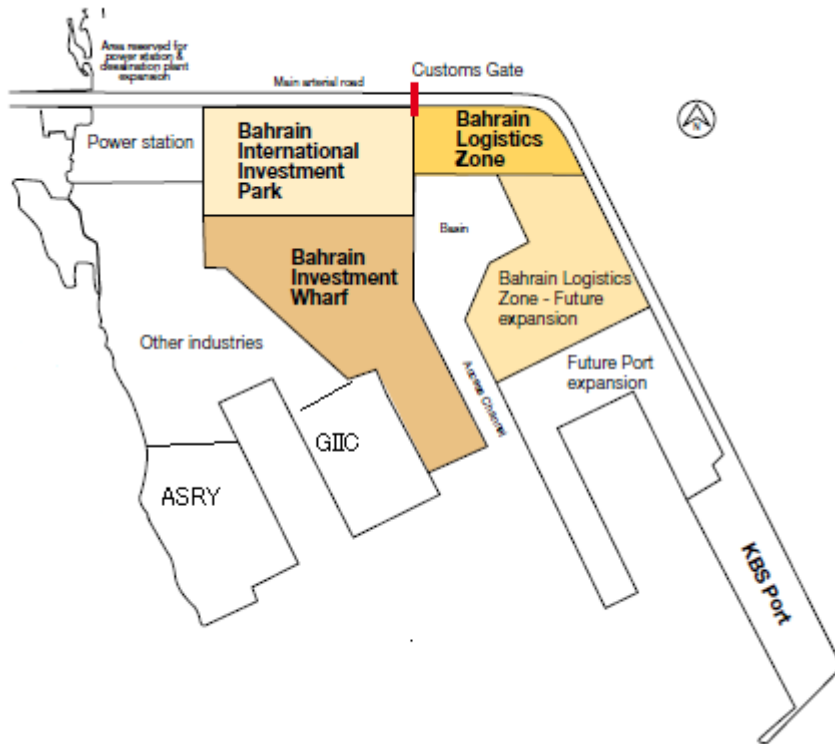 Area reserved for
power station &
desalination plant
expansion
Main arterial road
Customs Gate
Power station
Bahrain
International
Investment
Park
Bahrain
Logistics
Zone
N
Basin
Bahrain
Investment
Wharf
Bahrain Logistics
Zone - Future
expansion
Other industries
Future Port
expansion
Access Channel
GIIC
ASRY
KBS Port